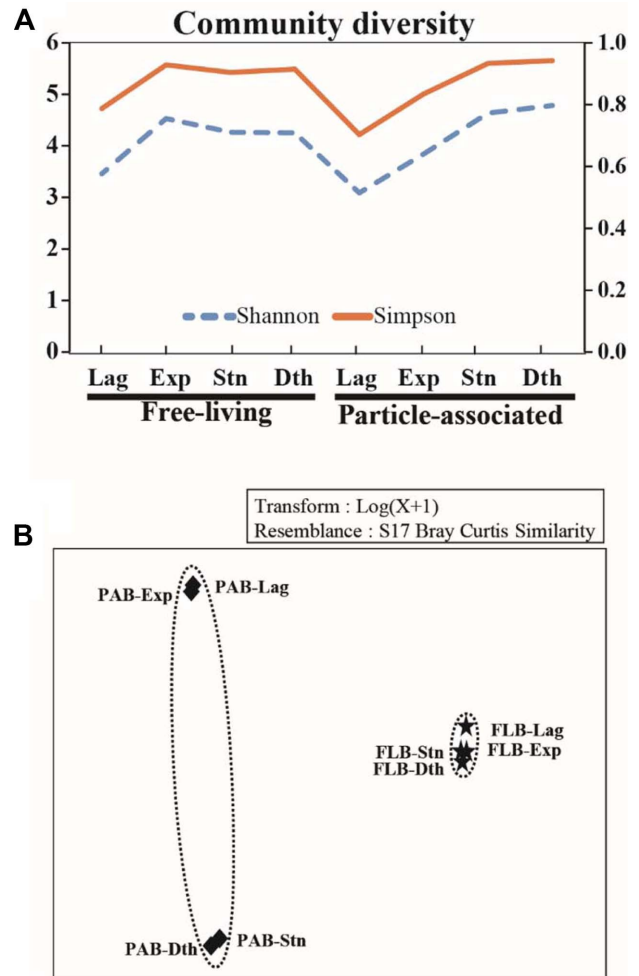 A
Community diversity
6
5
4
3
2
1
0
1.0
0.8
0.6
0.4
0.2
0.0
Shannon Simpson
Lag Exp Stn Dth Lag Exp Stn Dth
Free-living Particle-associated
Transform : Log(X+1)
Resemblance : S17 Bray Curtis Similarity
B
PAB-Exp PAB-Lag
FLB-Lag
FLB-Stn FLB-Exp
FLB-Dth
PAB-Dth PAB-Stn